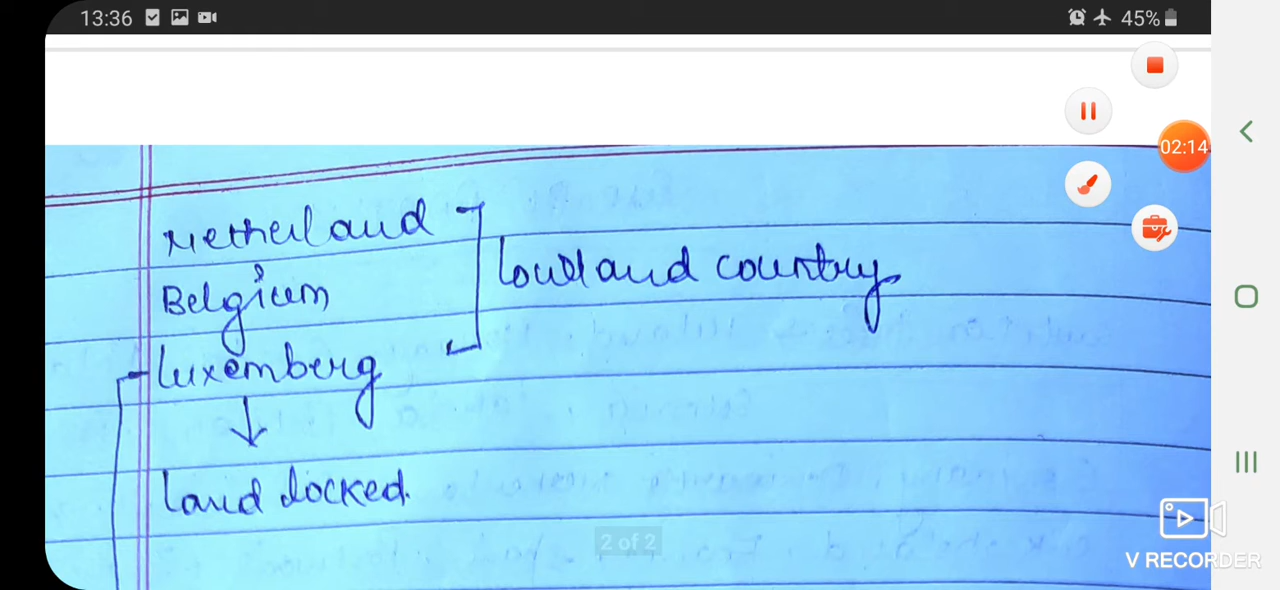 13:36
45%
02:14
Netherland
Lowland country
Belgium
Luxemberg
Land locked.
2 of 2
V RECORDER